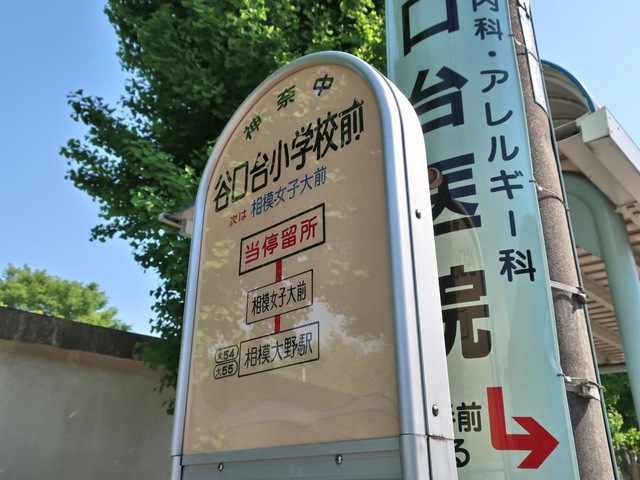 神奈中
谷口台小学校前
次は 相模女子大前
当停留所
相模女子大前
大54
大55
相模大野駅
内科・アレルギー科
口台医院
手前
る